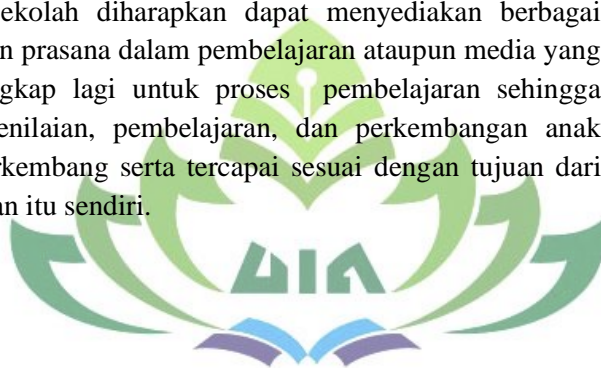 ekolah diharapkan dapat menyediakan berbagai
n prasana dalam pembelajaran ataupun media yang
gkap lagi untuk proses pembelajaran sehingga
enilaian, pembelajaran, dan perkembangan anak
rkembang serta tercapai sesuai dengan tujuan dari
an itu sendiri.
UIN